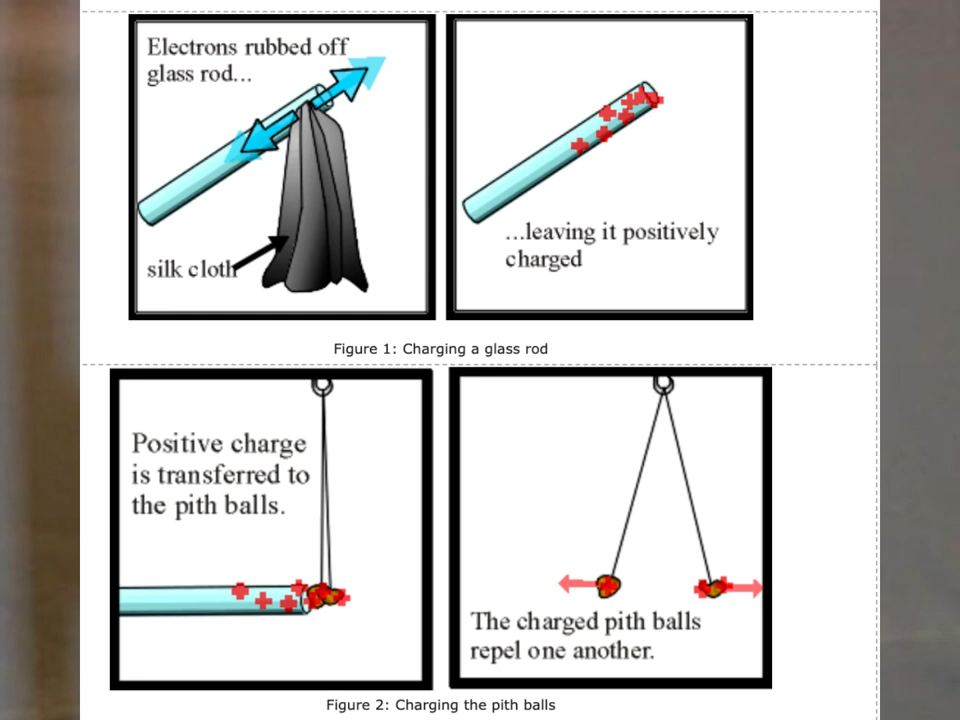 Electrons rubbed off
glass rod...
silk cloth
...leaving it positively
charged
Figure 1: Charging a glass rod
Positive charge
is transferred to
the pith balls.
The charged pith balls
repel one another.
Figure 2: Charging the pith balls